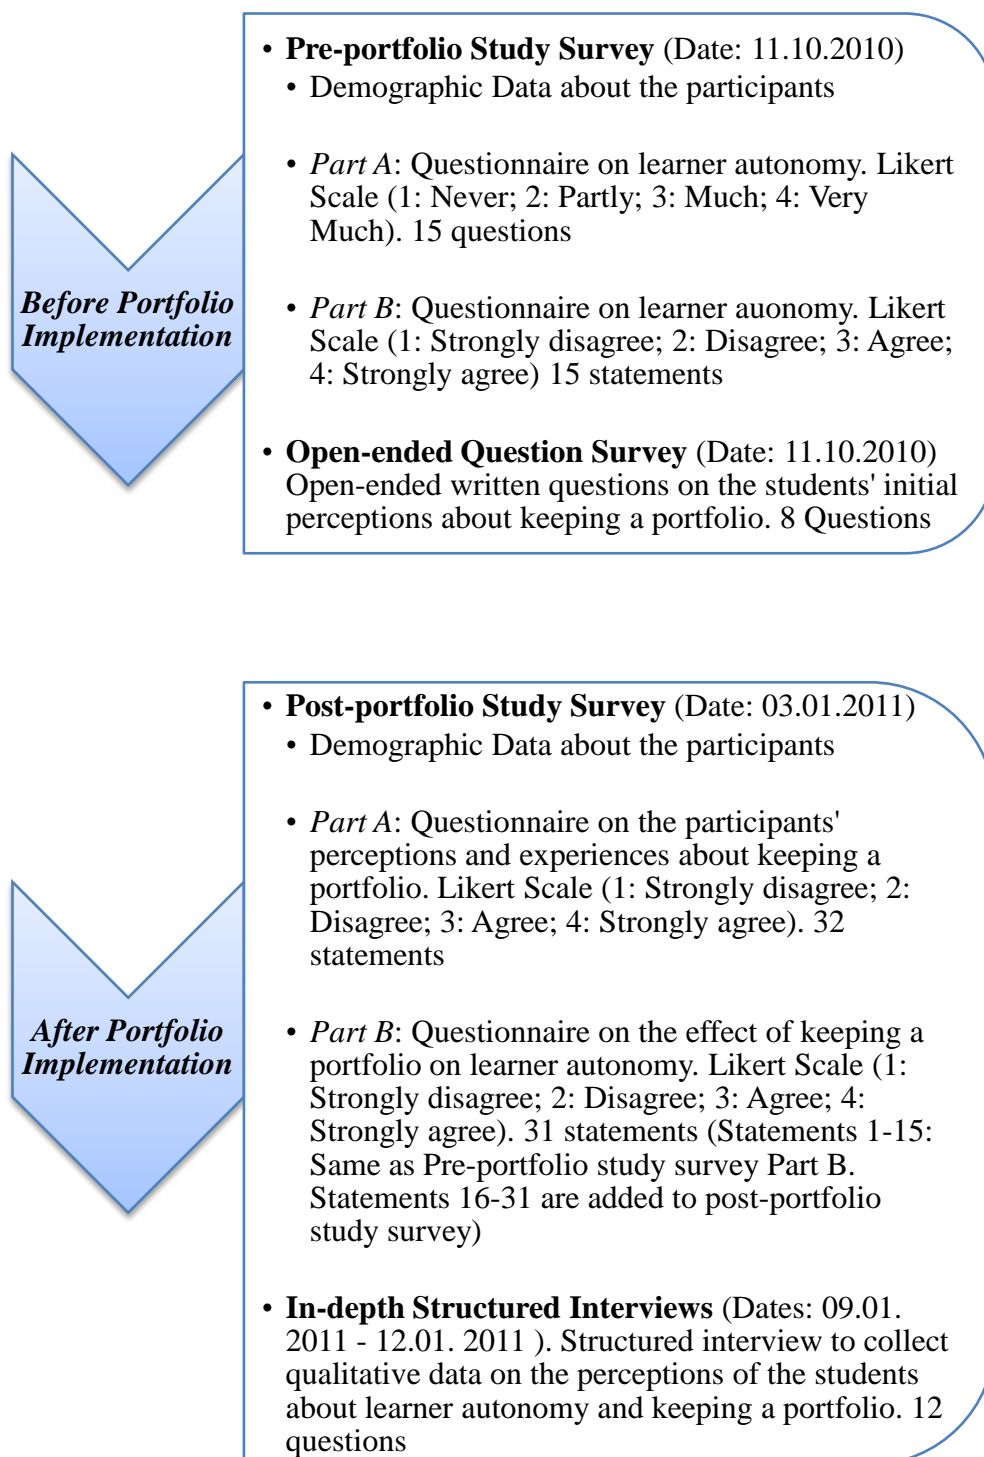 • Pre-portfolio Study Survey (Date: 11.10.2010)
• Demographic Data about the participants
• Part A: Questionnaire on learner autonomy. Likert
Scale (1: Never; 2: Partly; 3: Much; 4: Very
Much). 15 questions
Before Portfolio
Implementation
• Part B: Questionnaire on learner auonomy. Likert
Scale (1: Strongly disagree; 2: Disagree; 3: Agree;
4: Strongly agree) 15 statements
• Open-ended Question Survey (Date: 11.10.2010)
Open-ended written questions on the students' initial
perceptions about keeping a portfolio. 8 Questions
• Post-portfolio Study Survey (Date: 03.01.2011)
• Demographic Data about the participants
• Part A: Questionnaire on the participants'
perceptions and experiences about keeping a
portfolio. Likert Scale (1: Strongly disagree; 2:
Disagree; 3: Agree; 4: Strongly agree). 32
statements
After Portfolio
Implementation
• Part B: Questionnaire on the effect of keeping a
portfolio on learner autonomy. Likert Scale (1:
Strongly disagree; 2: Disagree; 3: Agree; 4:
Strongly agree). 31 statements (Statements 1-15:
Same as Pre-portfolio study survey Part B.
Statements 16-31 are added to post-portfolio
study survey)
• In-depth Structured Interviews (Dates: 09.01.
2011 - 12.01. 2011 ). Structured interview to collect
qualitative data on the perceptions of the students
about learner autonomy and keeping a portfolio. 12
questions